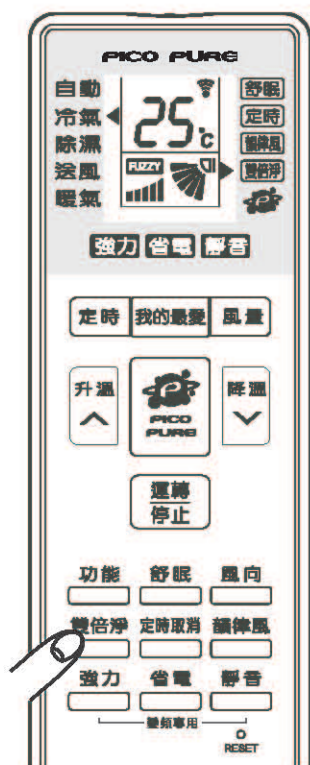 PICO PURE
自動 舒眠
冷氣 25℃ 定時
除濕 韻律風
送風 FUZZY 雙倍淨
暖氣
強力 省電 靜音
定時 我的最愛 風量
升溫 PICO PURE 降溫
運轉
停止
功能 舒眠 風向
雙倍淨 定時取消 韻律風
強力 省電 靜音
變頻專用
RESET